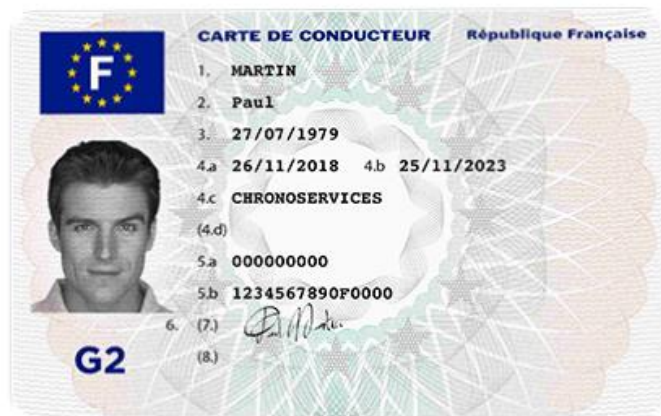 F
CARTE DE CONDUCTEUR République Française
1. MARTIN
2. Paul
3. 27/07/1979
4.a 26/11/2018 4.b 25/11/2023
4.c CHRONOSERVICES
(4.d)
5.a 000000000
5.b 1234567890F0000
6. (7.)
G2 (8.)